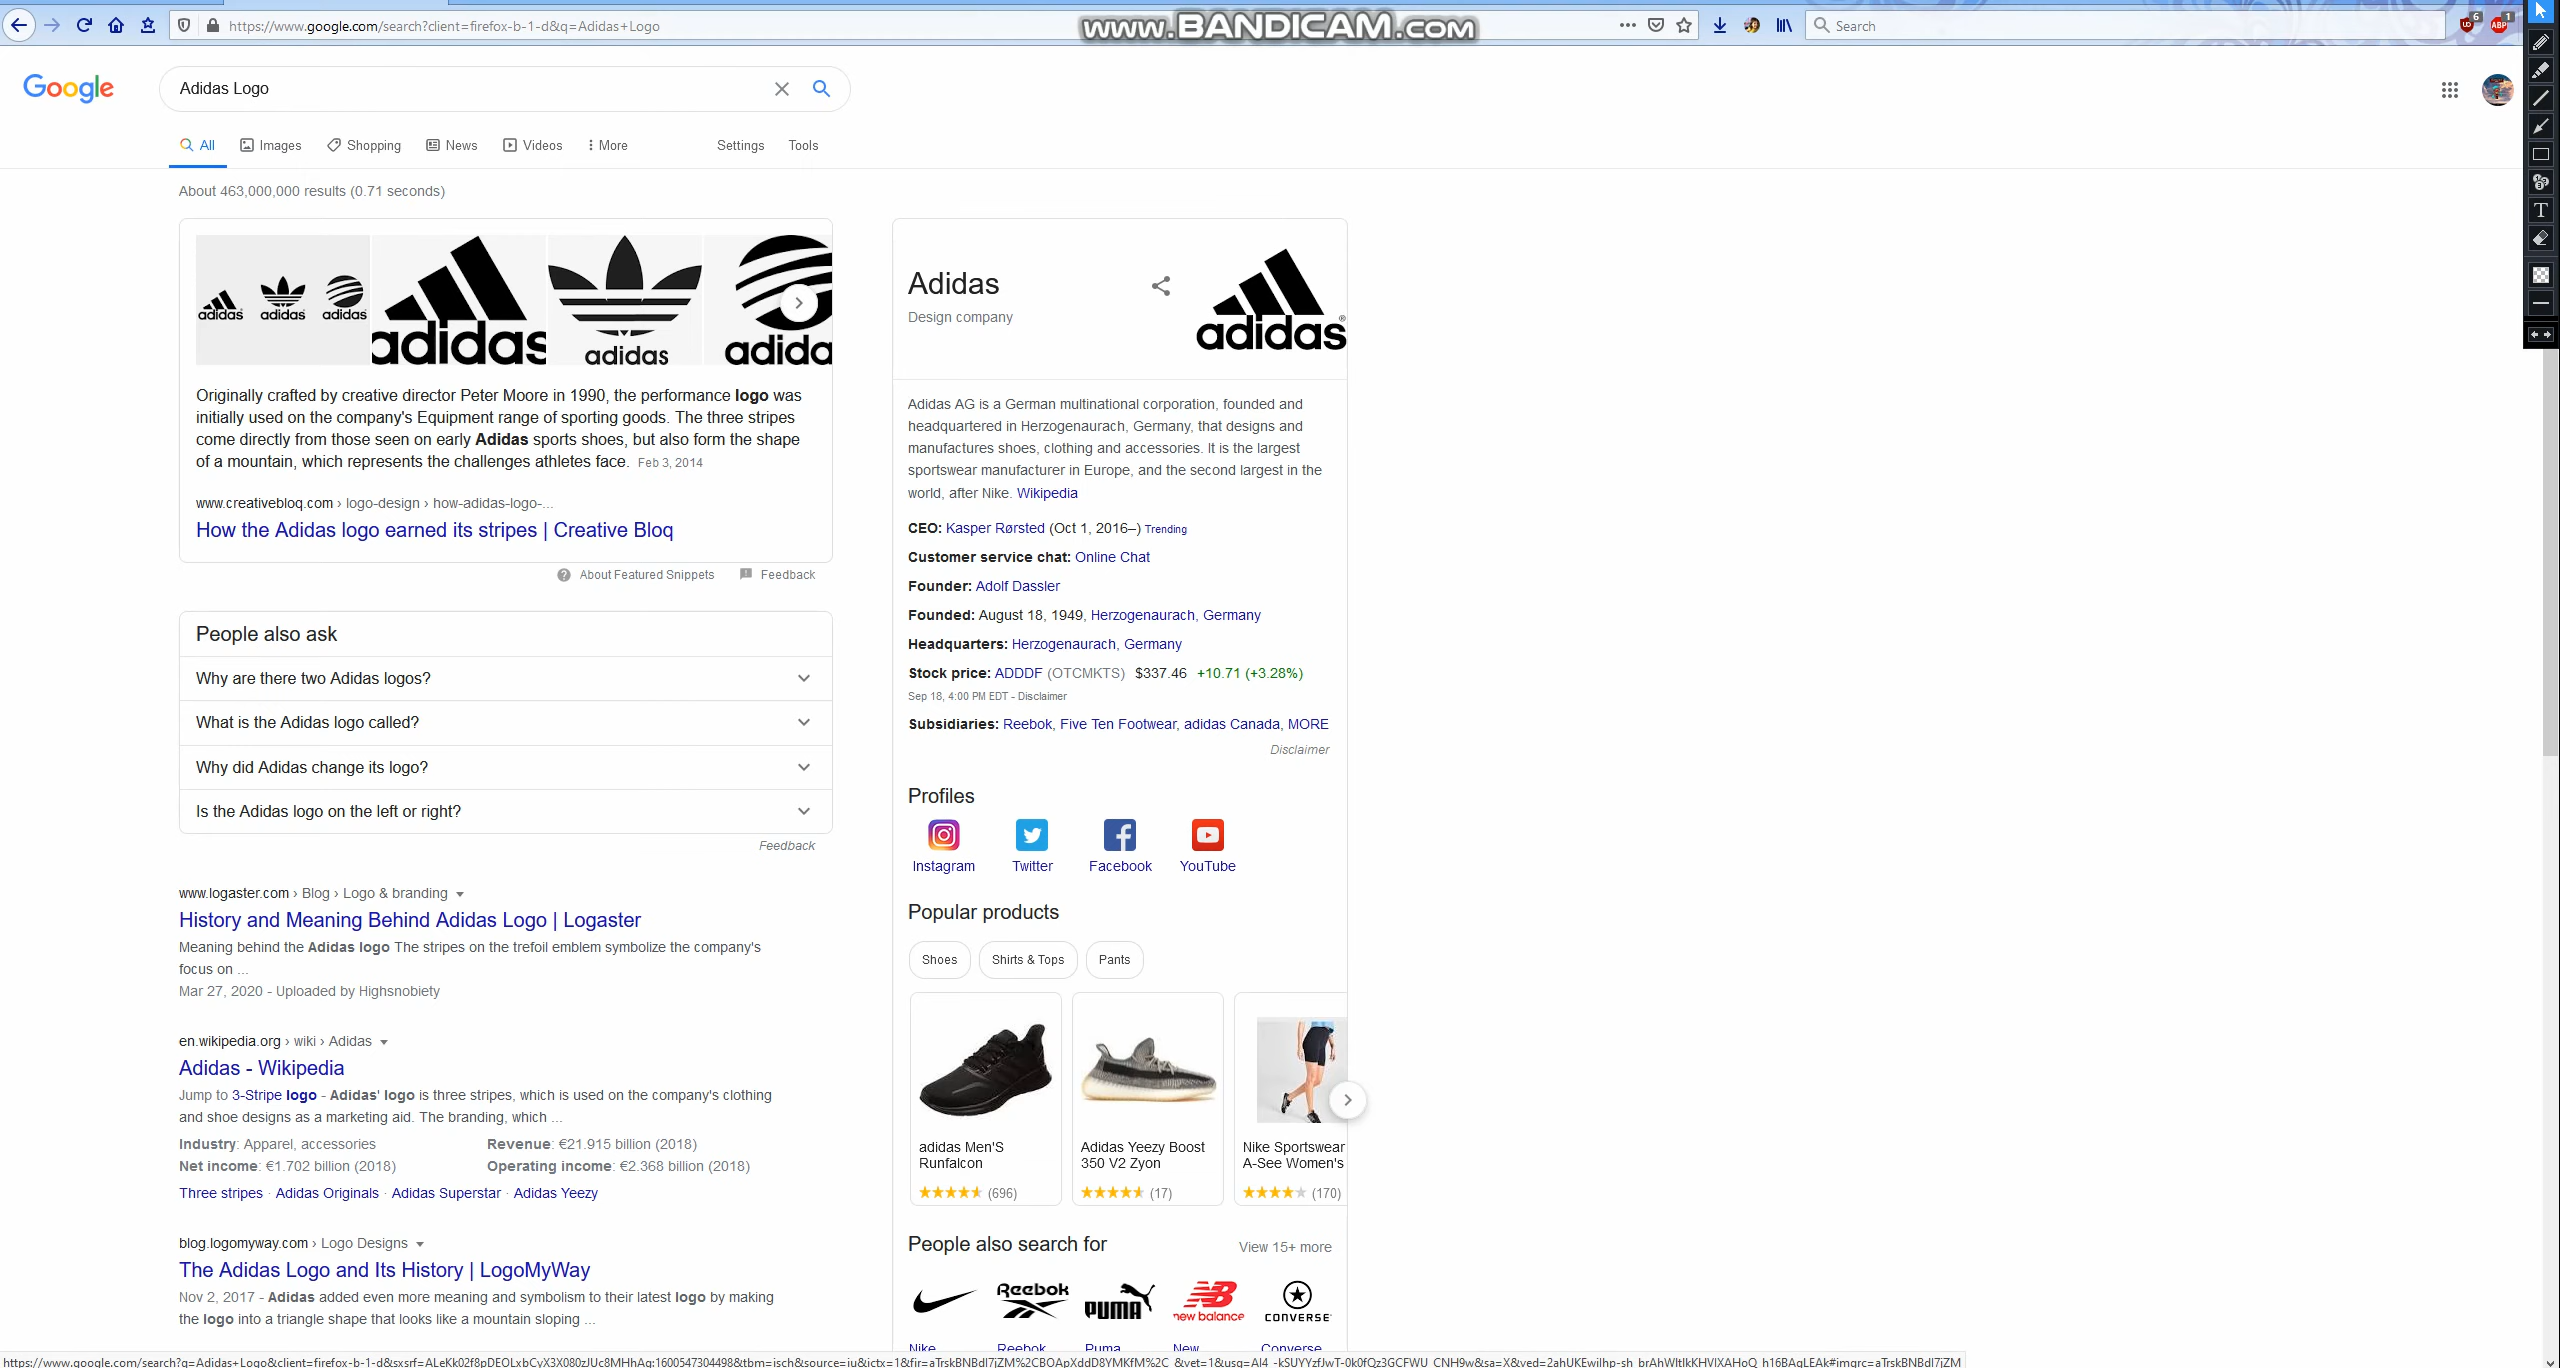 https://www.google.com/search?client=firefox-b-1-d&q=Adidas+Logo
www.BANDICAM.com
Search
6
ABP
1
Google
Adidas Logo
All
Images
Shopping
News
Videos
More
Settings
Tools
About 463,000,000 results (0.71 seconds)
adidas
adidas
adidas
adidas
adidas
adida
Originally crafted by creative director Peter Moore in 1990, the performance logo was
initially used on the company's Equipment range of sporting goods. The three stripes
come directly from those seen on early Adidas sports shoes, but also form the shape
of a mountain, which represents the challenges athletes face. Feb 3, 2014
www.creativebloq.com › logo-design › how-adidas-logo-...
How the Adidas logo earned its stripes | Creative Bloq
About Featured Snippets
Feedback
People also ask
Why are there two Adidas logos?
What is the Adidas logo called?
Why did Adidas change its logo?
Is the Adidas logo on the left or right?
Feedback
www.logaster.com › Blog › Logo & branding
History and Meaning Behind Adidas Logo | Logaster
Meaning behind the Adidas logo The stripes on the trefoil emblem symbolize the company's
focus on ...
Mar 27, 2020 - Uploaded by Highsnobiety
en.wikipedia.org › wiki › Adidas
Adidas - Wikipedia
Jump to 3-Stripe logo - Adidas' logo is three stripes, which is used on the company's clothing
and shoe designs as a marketing aid. The branding, which ...
Industry: Apparel, accessories
Revenue: €21.915 billion (2018)
Net income: €1.702 billion (2018)
Operating income: €2.368 billion (2018)
Three stripes · Adidas Originals · Adidas Superstar · Adidas Yeezy
blog.logomyway.com › Logo Designs
The Adidas Logo and Its History | LogoMyWay
Nov 2, 2017 - Adidas added even more meaning and symbolism to their latest logo by making
the logo into a triangle shape that looks like a mountain sloping ...
Adidas
Design company
adidas®
Adidas AG is a German multinational corporation, founded and
headquartered in Herzogenaurach, Germany, that designs and
manufactures shoes, clothing and accessories. It is the largest
sportswear manufacturer in Europe, and the second largest in the
world, after Nike. Wikipedia
CEO: Kasper Rørsted (Oct 1, 2016–) Trending
Customer service chat: Online Chat
Founder: Adolf Dassler
Founded: August 18, 1949, Herzogenaurach, Germany
Headquarters: Herzogenaurach, Germany
Stock price: ADDDF (OTCMKTS) $337.46 +10.71 (+3.28%)
Sep 18, 4:00 PM EDT - Disclaimer
Subsidiaries: Reebok, Five Ten Footwear, adidas Canada, MORE
Disclaimer
Profiles
Instagram
Twitter
Facebook
YouTube
Popular products
Shoes
Shirts & Tops
Pants
adidas Men'S
Runfalcon
(696)
Adidas Yeezy Boost
350 V2 Zyon
(17)
Nike Sportswear
A-See Women's
(170)
People also search for
View 15+ more
Reebok
PUMA
NB
new balance
CONVERSE
Nike
Reebok
Puma
New
Converse